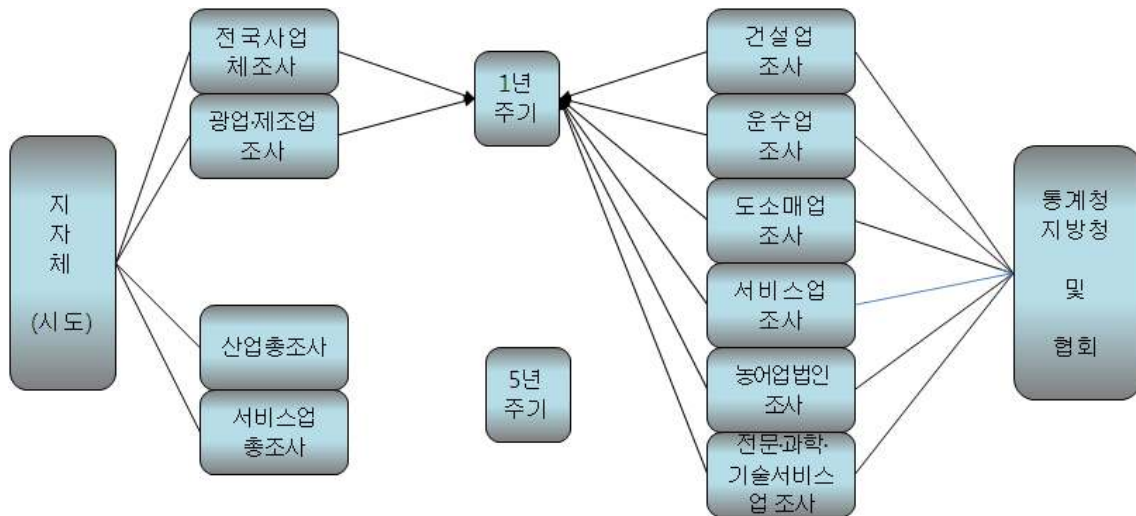 지
자
체
(시도)
전국사업
체조사
광업·제조업
조사
산업총조사
서비스업
총조사
1년
주기
5년
주기
건설업
조사
운수업
조사
도소매업
조사
서비스업
조사
농어업법인
조사
전문·과학·
기술서비스
업 조사
통계청
지방청
및
협회